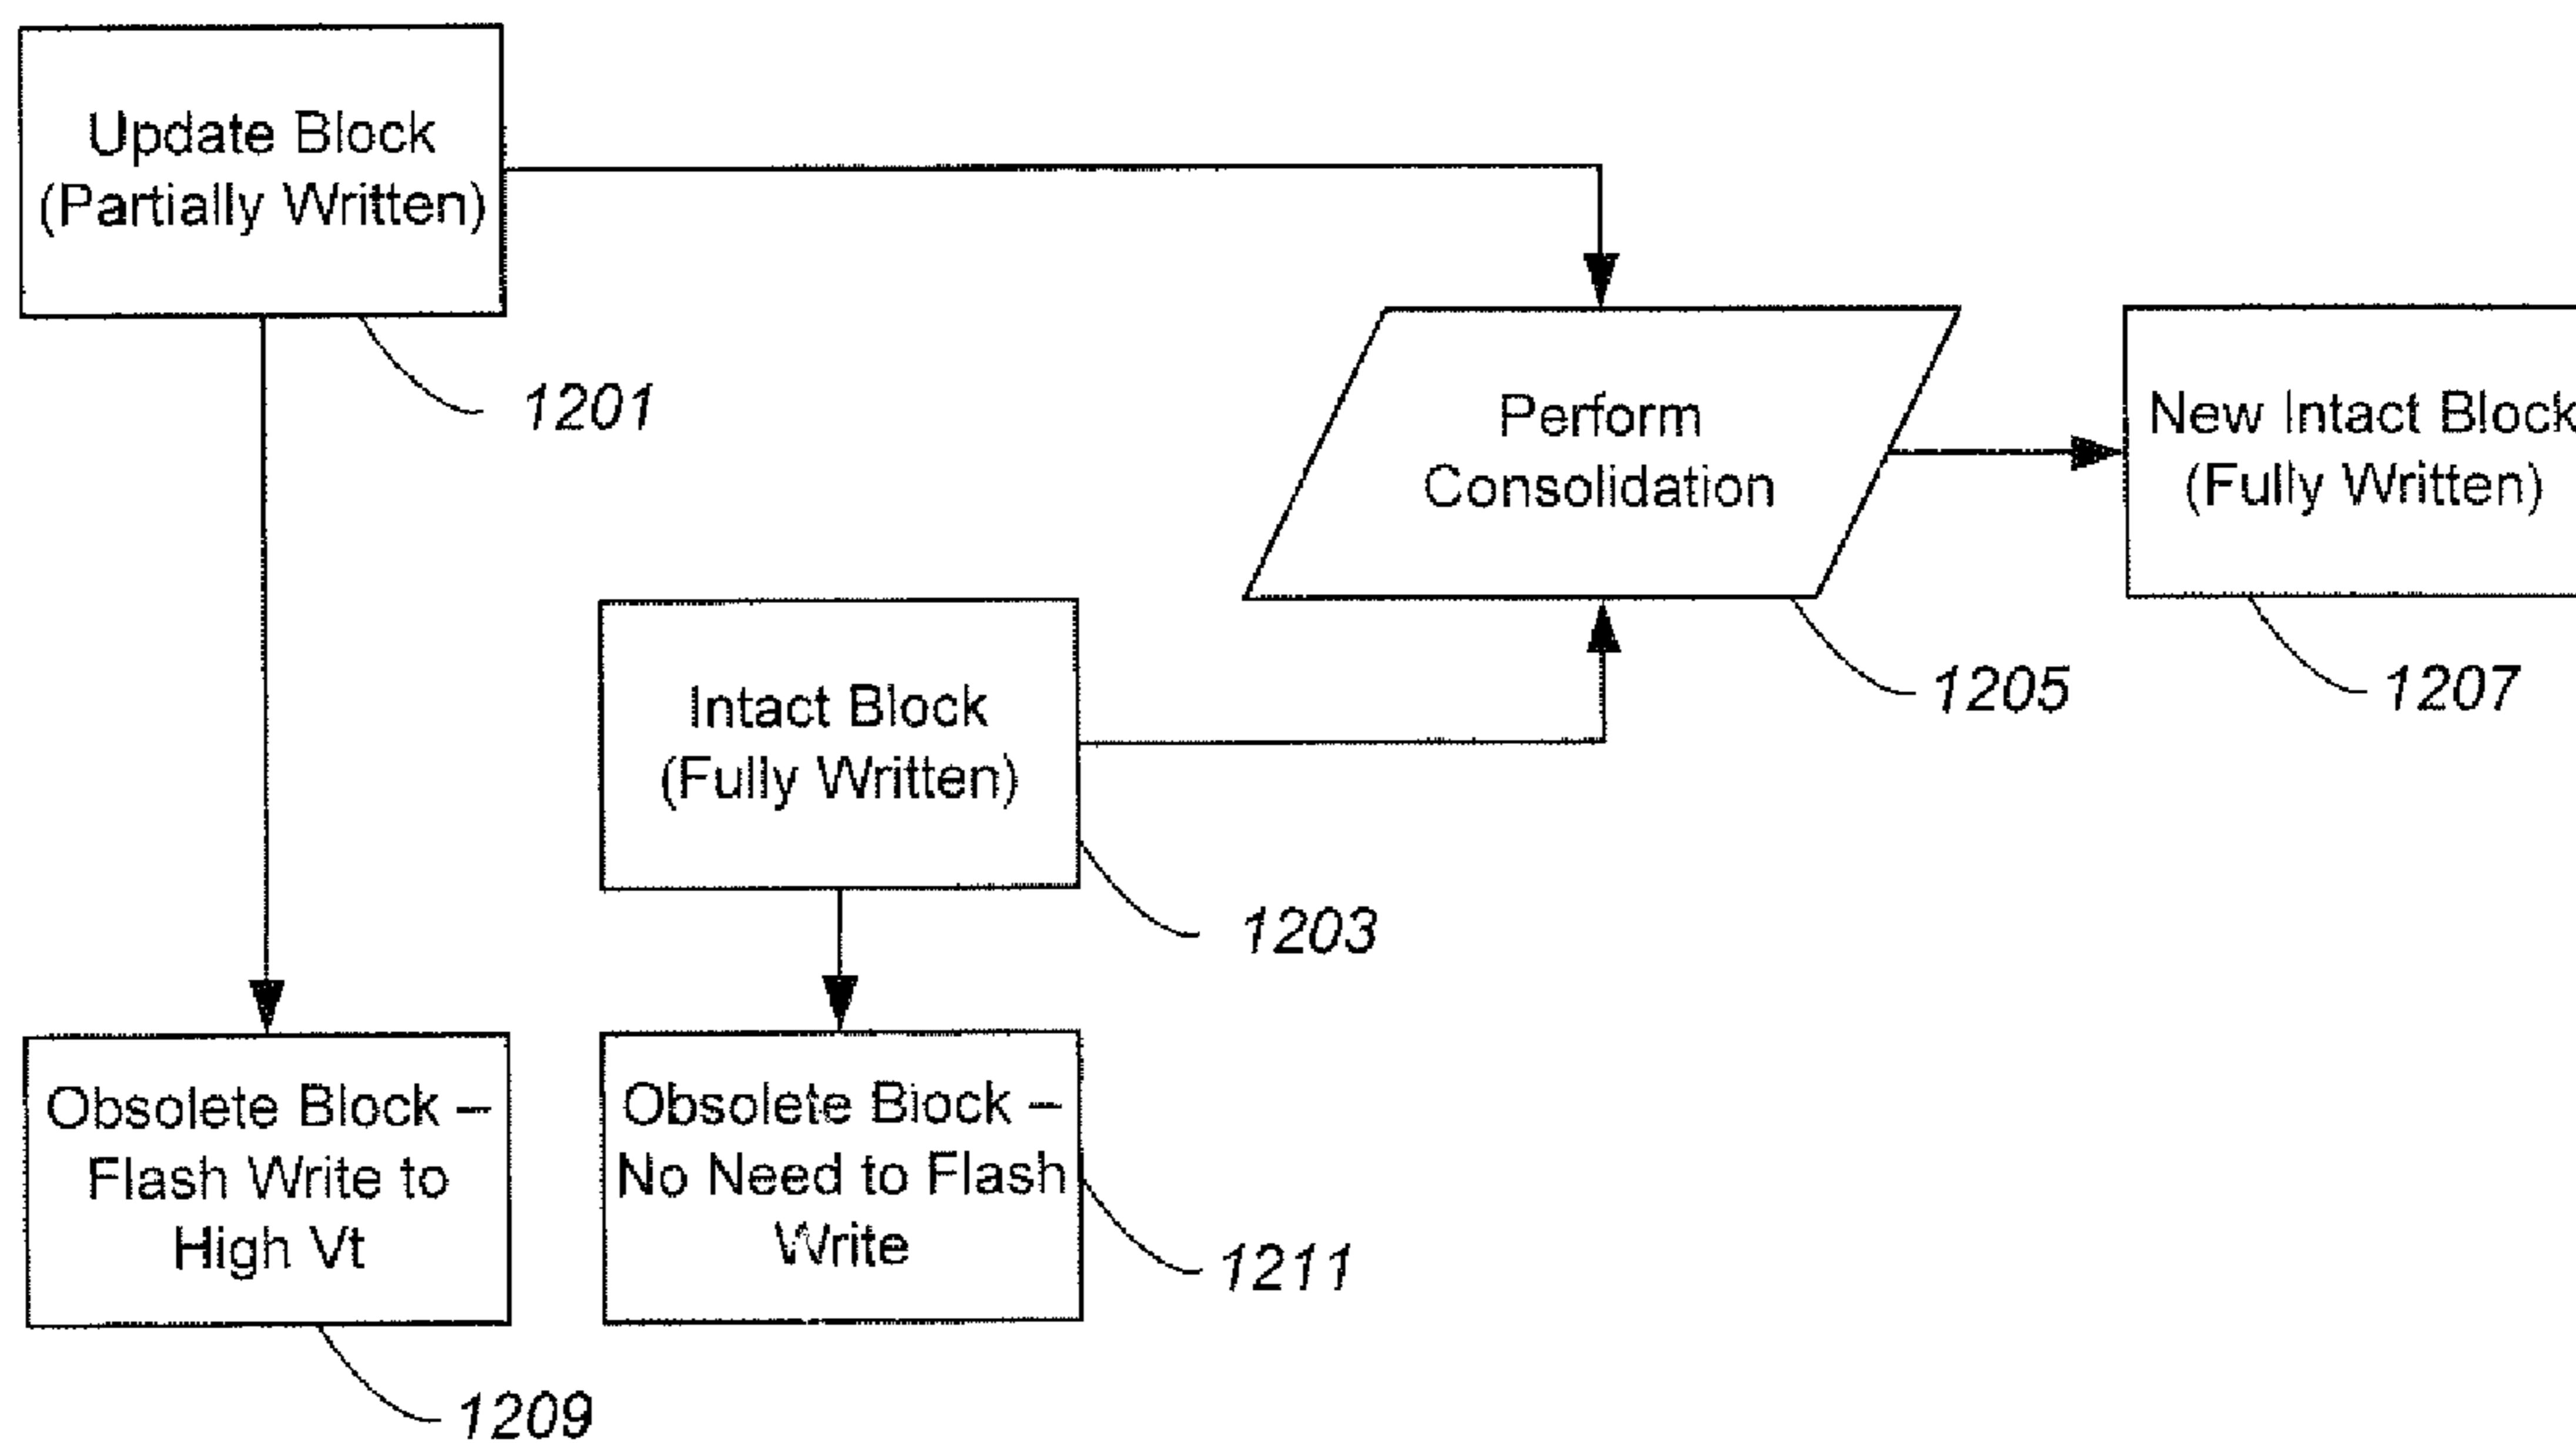 Update Block
(Partially Written)
1201
Perform
Consolidation
1205
New Intact Block
(Fully Written)
1207
Intact Block
(Fully Written)
1203
Obsolete Block –
Flash Write to
High Vt
1209
Obsolete Block –
No Need to Flash
Write
1211